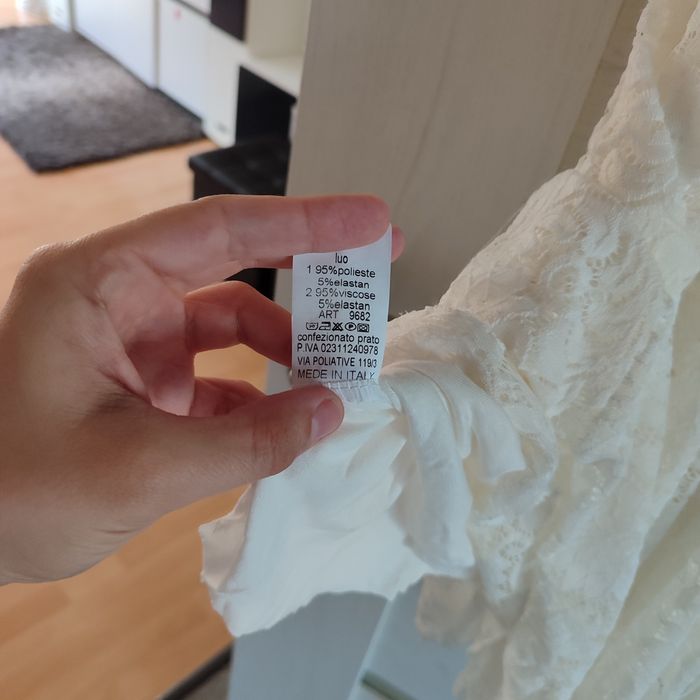 luo
1 95%polieste
5%elastan
2 95%viscose
5%elastan
ART 9682
confezionato prato
P.IVA 02311240978
VIA POLIATIVE 119/3
MEDE IN ITALK